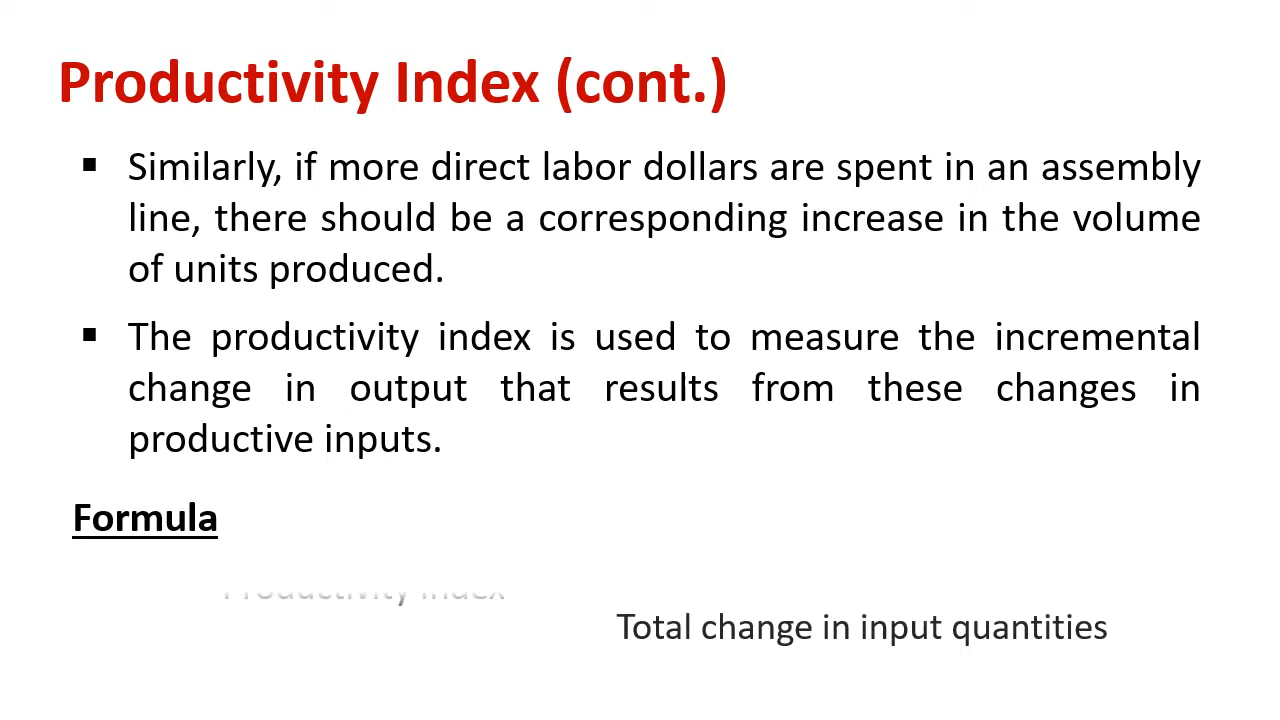 Productivity Index (cont.)
▪ Similarly, if more direct labor dollars are spent in an assembly
line, there should be a corresponding increase in the volume
of units produced.
▪ The productivity index is used to measure the incremental
change in output that results from these changes in
productive inputs.
Formula
Productivity Index
Total change in input quantities